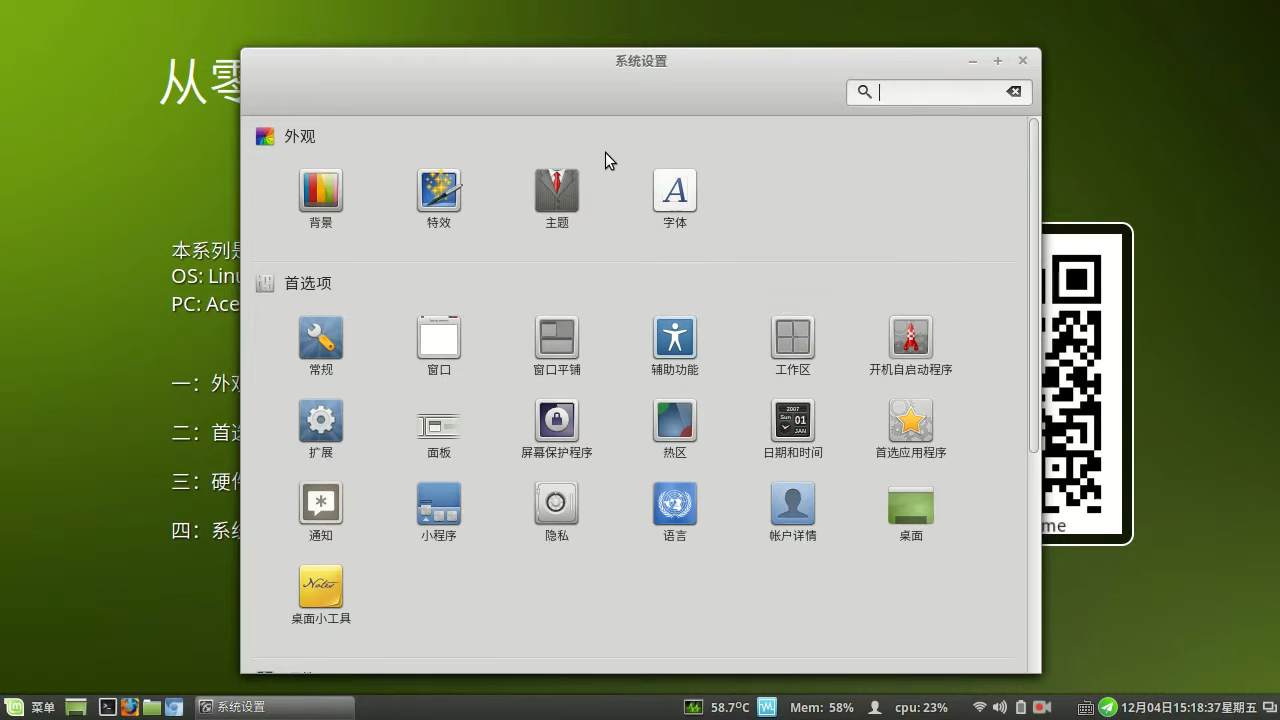 系统设置
从零
外观
背景
特效
主题
字体
本系列是
OS: Linu
PC: Ace
首选项
常规
窗口
窗口平铺
辅助功能
工作区
开机自启动程序
一：外观
扩展
面板
屏幕保护程序
热区
日期和时间
首选应用程序
二：首选
三：硬件
通知
小程序
隐私
语言
帐户详情
桌面
四：系统
me
桌面小工具
菜单
系统设置
58.7°C
Mem: 58%
cpu: 23%
12月04日15:18:37星期五